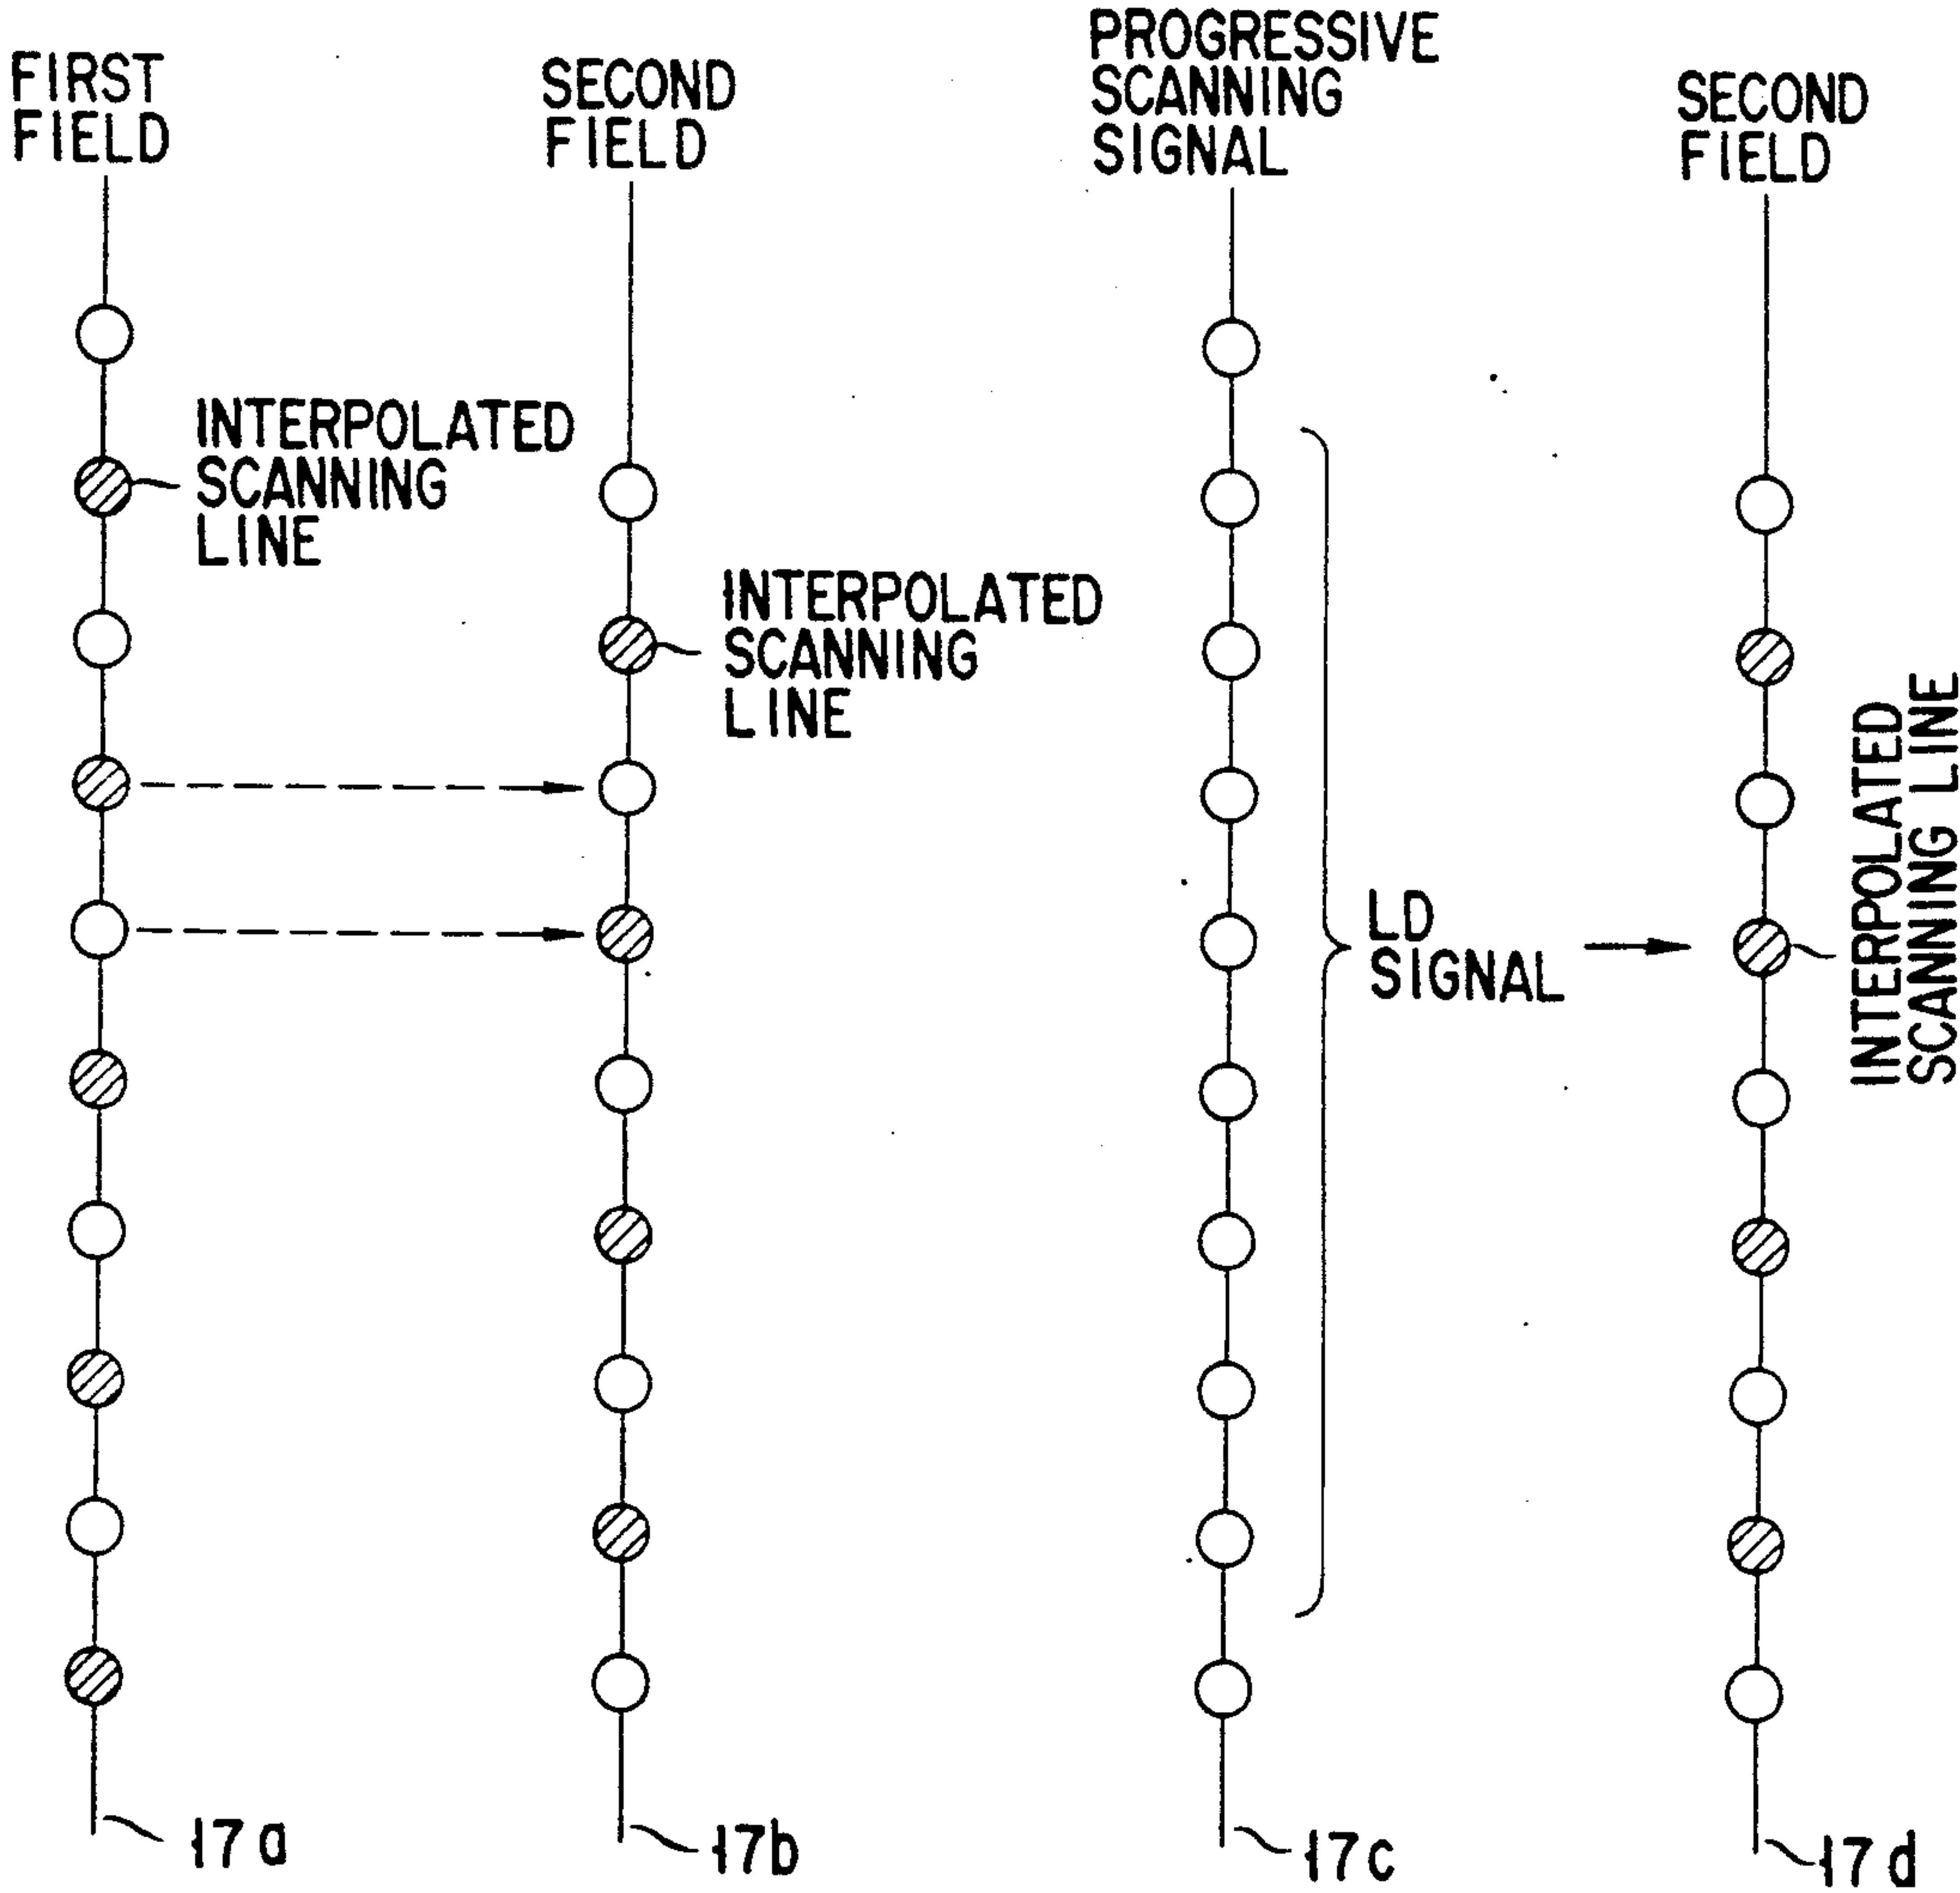 FIRST
FIELD
SECOND
FIELD
PROGRESSIVE
SCANNING
SIGNAL
SECOND
FIELD
INTERPOLATED
SCANNING
LINE
INTERPOLATED
SCANNING
LINE
LD
SIGNAL
INTERPOLATED
SCANNING LINE
17a
17b
17c
17d